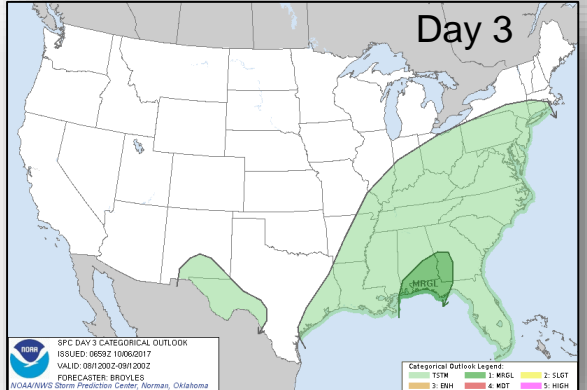 Day 3
MRGL
NOAA
SPC DAY 3 CATEGORICAL OUTLOOK
ISSUED: 0659Z 10/06/2017
VALID: 08/1200Z-09/1200Z
FORECASTER: BROYLES
NOAA/NWS Storm Prediction Center, Norman, Oklahoma
Categorical Outlook Legend:
TSTM 1: MRGL 2: SLGT
3: ENH 4: MDT 5: HIGH